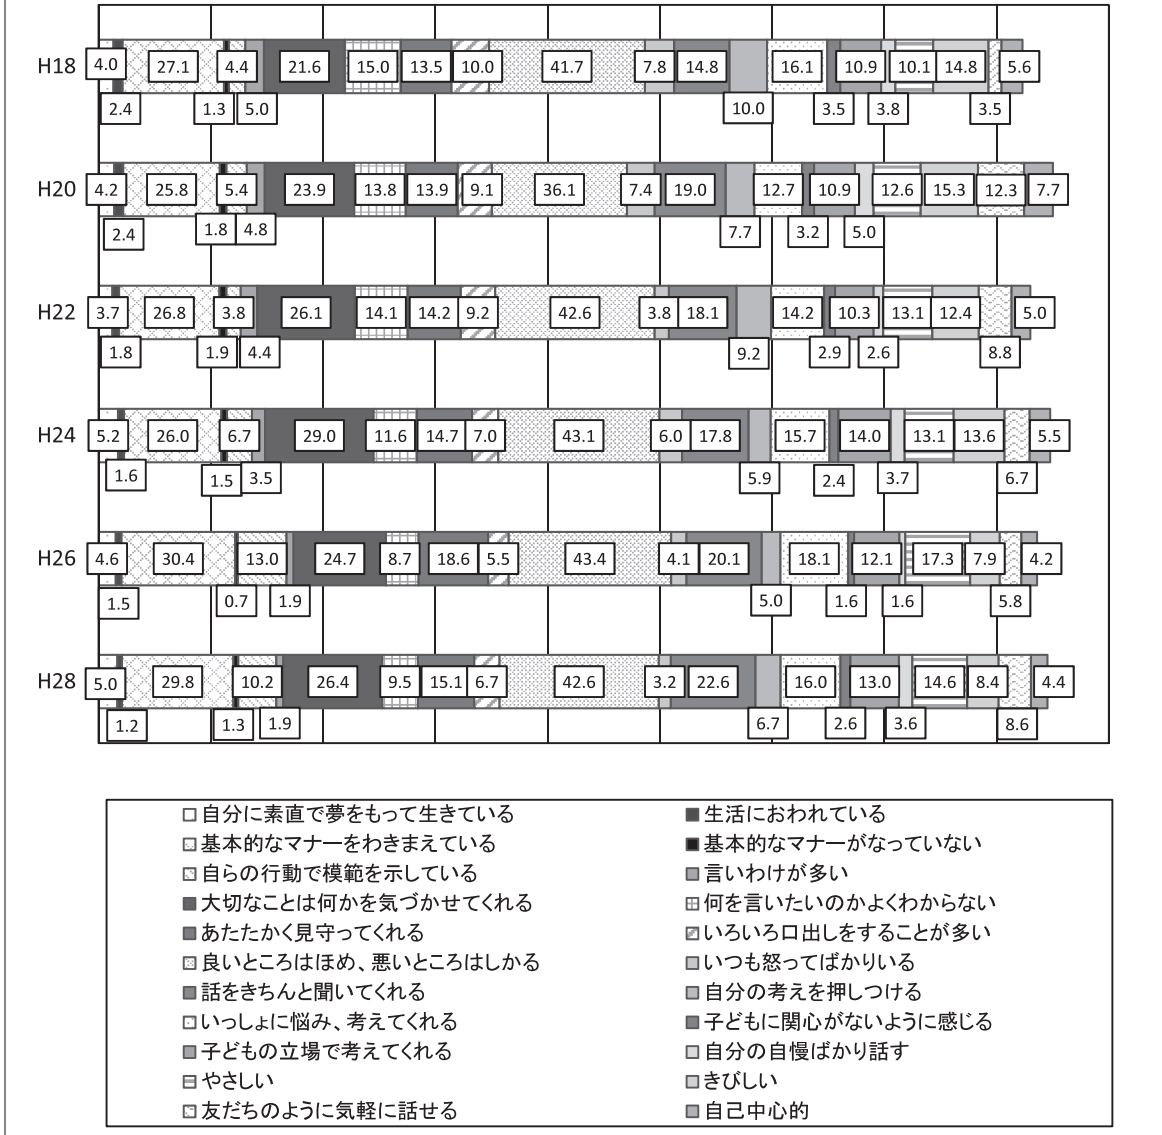 H18 4.0 27.1 4.4 21.6 15.0 13.5 10.0 41.7 7.8 14.8 16.1 10.9 10.1 14.8 5.6
2.4 1.3 5.0 10.0 3.5 3.8 3.5
H20 4.2 25.8 5.4 23.9 13.8 13.9 9.1 36.1 7.4 19.0 12.7 10.9 12.6 15.3 12.3 7.7
2.4 1.8 4.8 7.7 3.2 5.0
H22 3.7 26.8 3.8 26.1 14.1 14.2 9.2 42.6 3.8 18.1 14.2 10.3 13.1 12.4 5.0
1.8 1.9 4.4 9.2 2.9 2.6 8.8
H24 5.2 26.0 6.7 29.0 11.6 14.7 7.0 43.1 6.0 17.8 15.7 14.0 13.1 13.6 5.5
1.6 1.5 3.5 5.9 2.4 3.7 6.7
H26 4.6 30.4 13.0 24.7 8.7 18.6 5.5 43.4 4.1 20.1 18.1 12.1 17.3 7.9 4.2
1.5 0.7 1.9 5.0 1.6 1.6 5.8
H28 5.0 29.8 10.2 26.4 9.5 15.1 6.7 42.6 3.2 22.6 16.0 13.0 14.6 8.4 4.4
1.2 1.3 1.9 6.7 2.6 3.6 8.6
自分に素直で夢をもって生きている 生活におわれている
基本的なマナーをわきまえている 基本的なマナーがなっていない
自らの行動で模範を示している 言いわけが多い
大切なことは何かを気づかせてくれる 何を言いたいのかよくわからない
あたたかく見守ってくれる いろいろ口出しをすることが多い
良いところはほめ、悪いところはしかる いつも怒ってばかりいる
話をきちんと聞いてくれる 自分の考えを押しつける
いっしょに悩み、考えてくれる 子どもに関心がないように感じる
子どもの立場で考えてくれる 自分の自慢ばかり話す
やさしい きびしい
友だちのように気軽に話せる 自己中心的